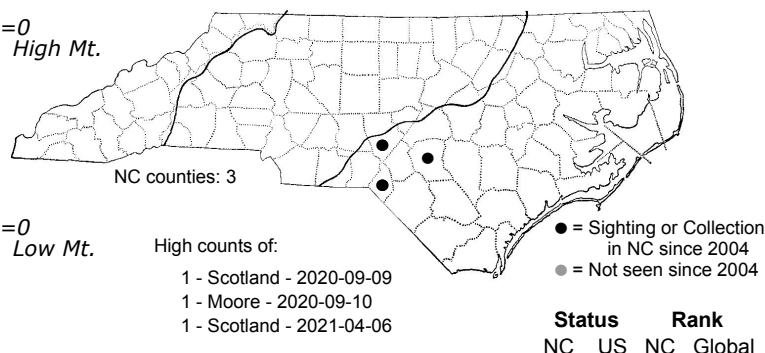 =0
High Mt.
NC counties: 3
=0
Low Mt.
High counts of:
1 - Scotland - 2020-09-09
1 - Moore - 2020-09-10
1 - Scotland - 2021-04-06
● = Sighting or Collection
in NC since 2004
● = Not seen since 2004
Status Rank
NC US NC Global